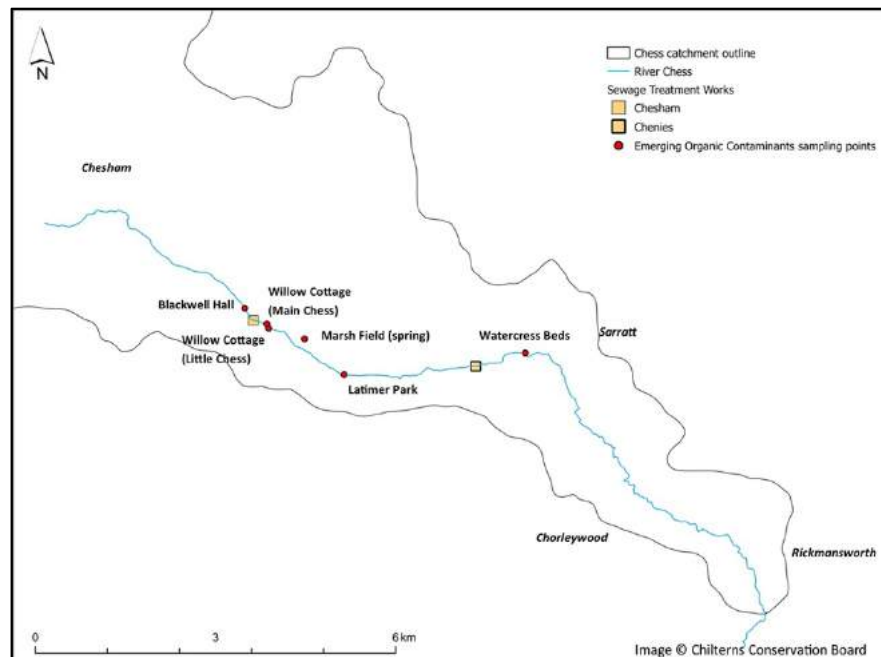 N
Chess catchment outline
River Chess
Sewage Treatment Works
Chesham
Chenies
Emerging Organic Contaminants sampling points
Chesham
Blackwell Hall
Willow Cottage
(Main Chess)
Willow Cottage
(Little Chess)
Marsh Field (spring)
Latimer Park
Watercress Beds
Sarratt
Chorleywood
Rickmansworth
0 3 6 km
Image © Chilterns Conservation Board